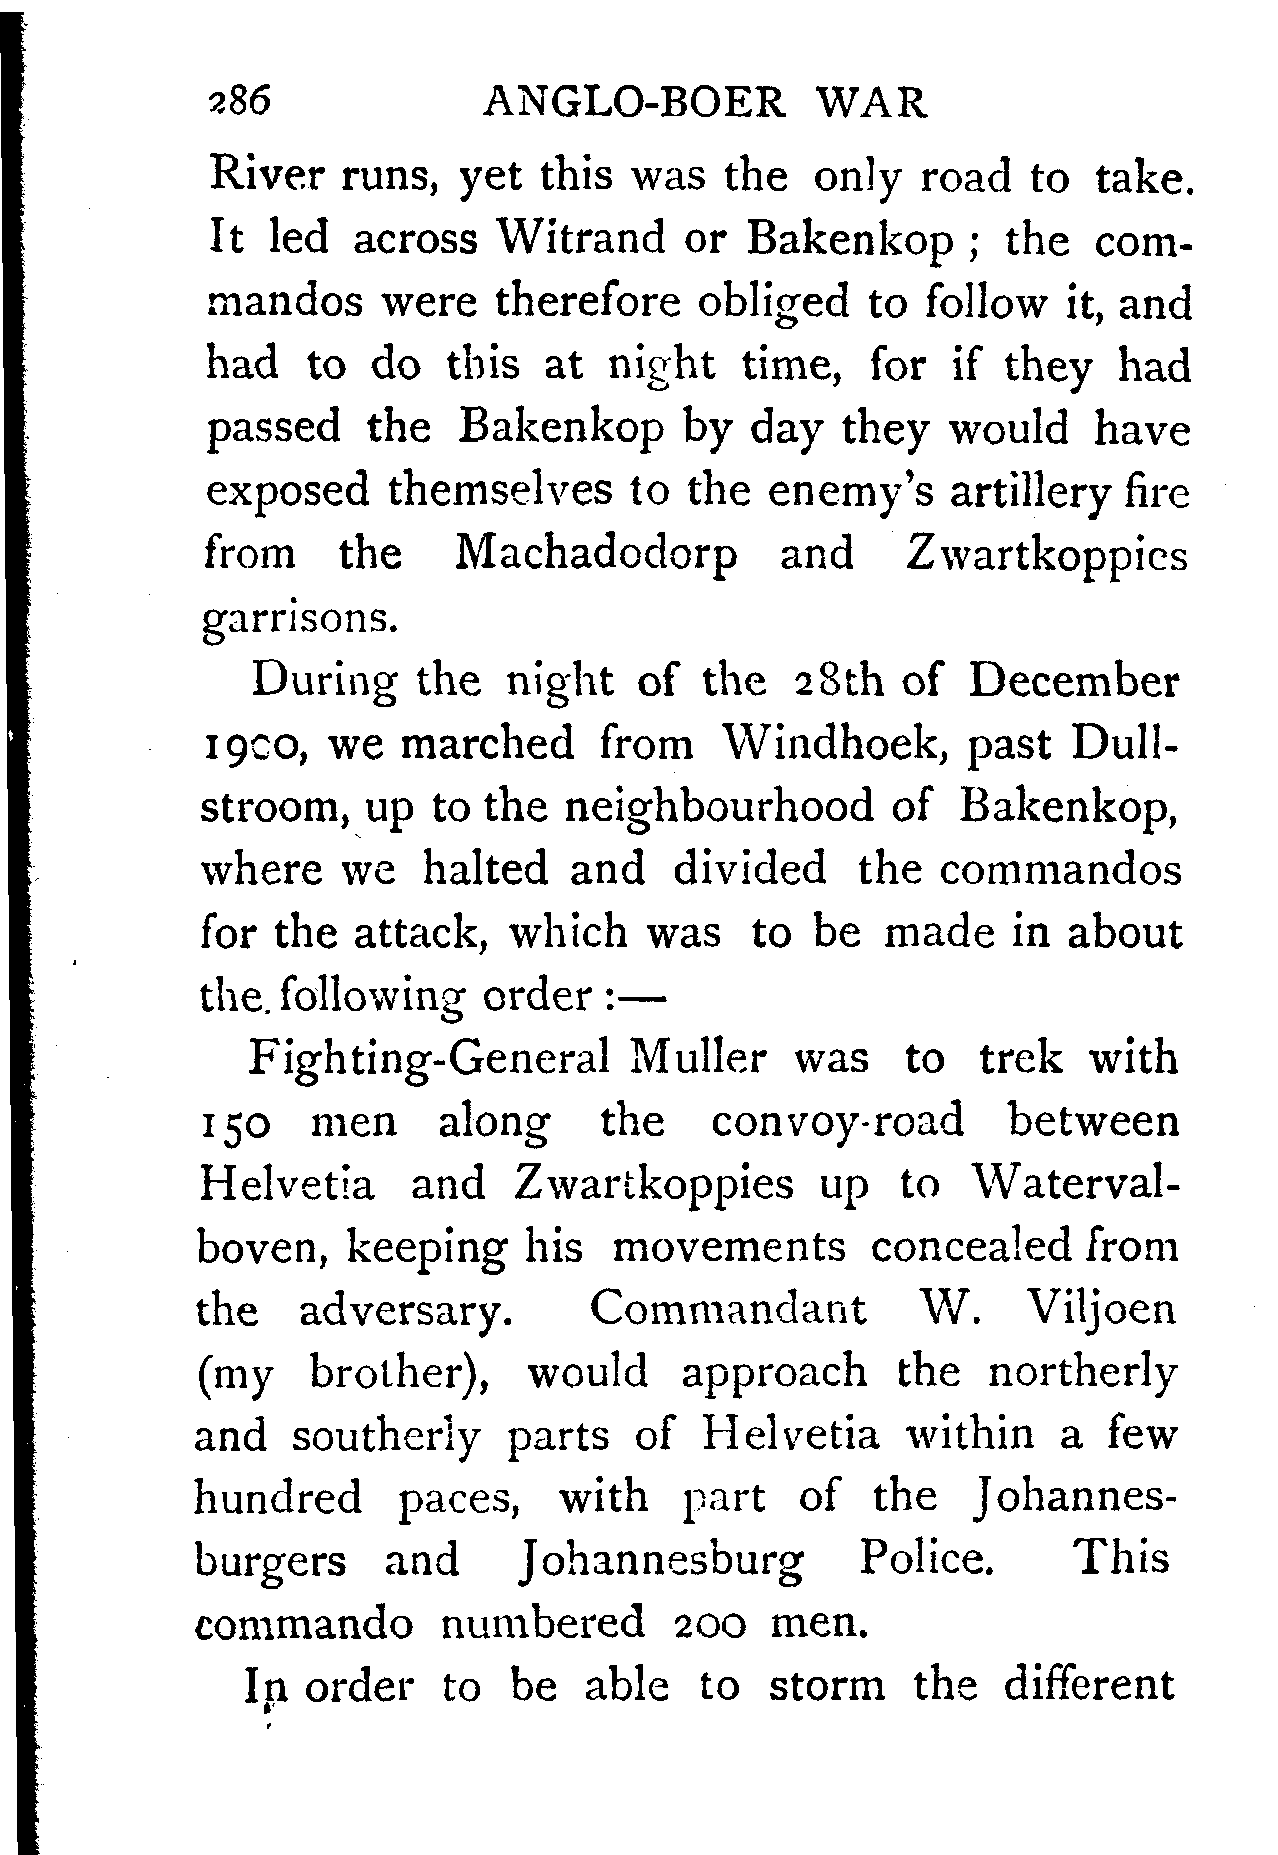 286 ANGLO-BOER WAR
River runs, yet this was the only road to take.
It led across Witrand or Bakenkop ; the com-
mandos were therefore obliged to follow it, and
had to do this at night time, for if they had
passed the Bakenkop by day they would have
exposed themselves to the enemy's artillery fire
from the Machadodorp and Zwartkoppies
garrisons.
During the night of the 28th of December
1900, we marched from Windhoek, past Dull-
stroom, up to the neighbourhood of Bakenkop,
where we halted and divided the commandos
for the attack, which was to be made in about
the following order :—
Fighting-General Muller was to trek with
150 men along the convoy-road between
Helvetia and Zwartkoppies up to Waterval-
boven, keeping his movements concealed from
the adversary. Commandant W. Viljoen
(my brother), would approach the northerly
and southerly parts of Helvetia within a few
hundred paces, with part of the Johannes-
burgers and Johannesburg Police. This
commando numbered 200 men.
In order to be able to storm the different